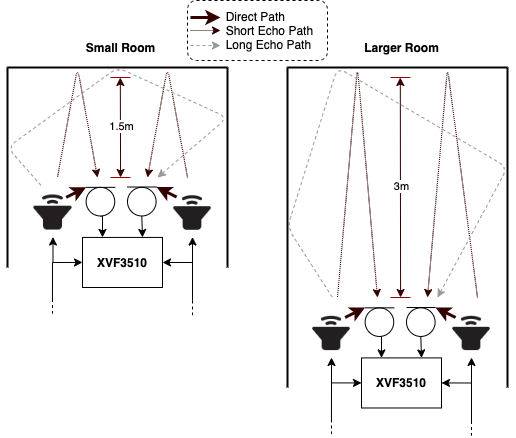 Direct Path
Short Echo Path
Long Echo Path
Small Room
Larger Room
1.5m
3m
XVF3510
XVF3510